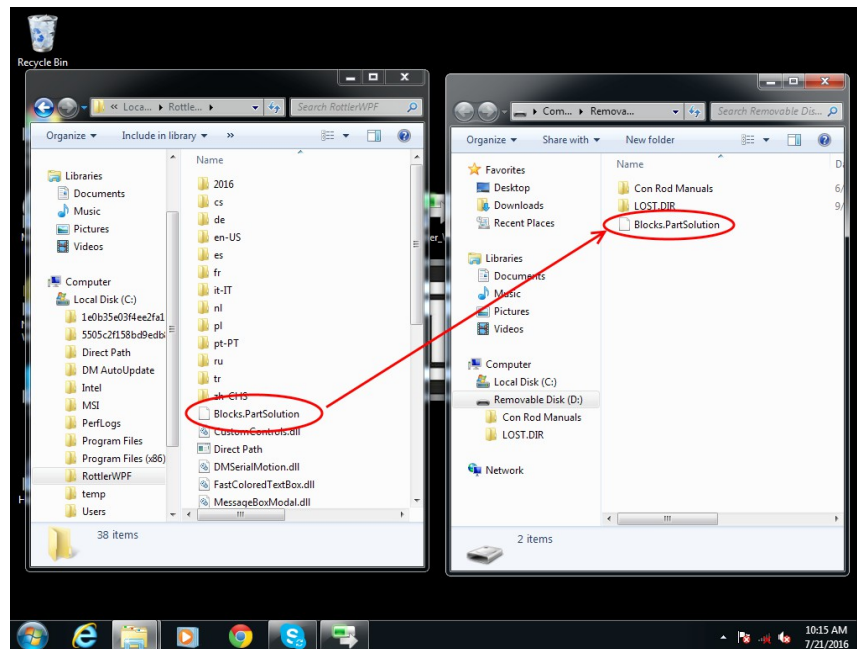 Recycle Bin
« Loca... ▸ Rottle... ▸
Search RottlerWPF
Organize ▾ Include in library ▾ »
Libraries
Documents
Music
Pictures
Videos
Computer
Local Disk (C:)
1e0b35e03f4ee2fa1
5505c2f158bd9edb
Direct Path
DM AutoUpdate
Intel
MSI
PerfLogs
Program Files
Program Files (x86)
RottlerWPF
temp
Users
Name
2016
cs
de
en-US
es
fr
it-IT
nl
pl
pt-PT
ru
tr
zh-CHS
Blocks.PartSolution
CustomControls.dll
Direct Path
DMSerialMotion.dll
FastColoredTextBox.dll
MessageBoxModal.dll
38 items
▸ Com... ▸ Remova...
Search Removable Dis...
Organize ▾ Share with ▾ New folder
Favorites
Desktop
Downloads
Recent Places
Libraries
Documents
Music
Pictures
Videos
Computer
Local Disk (C:)
Removable Disk (D:)
Con Rod Manuals
LOST.DIR
Network
Name
Con Rod Manuals 6/
LOST.DIR 9/
Blocks.PartSolution
2 items
10:15 AM
7/21/2016